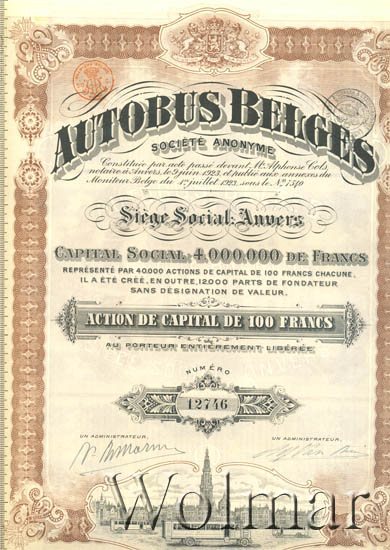 AUTOBUS BELGES
SOCIÉTÉ ANONYME
Constituée par acte passé devant Me Alphonse Cols,
notaire à Anvers, le 9 juin 1923, et publié aux annexes du
Moniteur Belge du 1er juillet 1923, sous le No 7510
Siége Social: Anvers
CAPITAL SOCIAL: 4.000.000 DE FRANCS
REPRÉSENTÉ PAR 40.000 ACTIONS DE CAPITAL DE 100 FRANCS CHACUNE.
IL A ÉTÉ CRÉÉ, EN OUTRE, 12.000 PARTS DE FONDATEUR
SANS DÉSIGNATION DE VALEUR.
ACTION DE CAPITAL DE 100 FRANCS
AU PORTEUR ENTIÈREMENT LIBÉRÉE
NUMÉRO
12746
UN ADMINISTRATEUR, UN ADMINISTRATEUR,
Wolmar